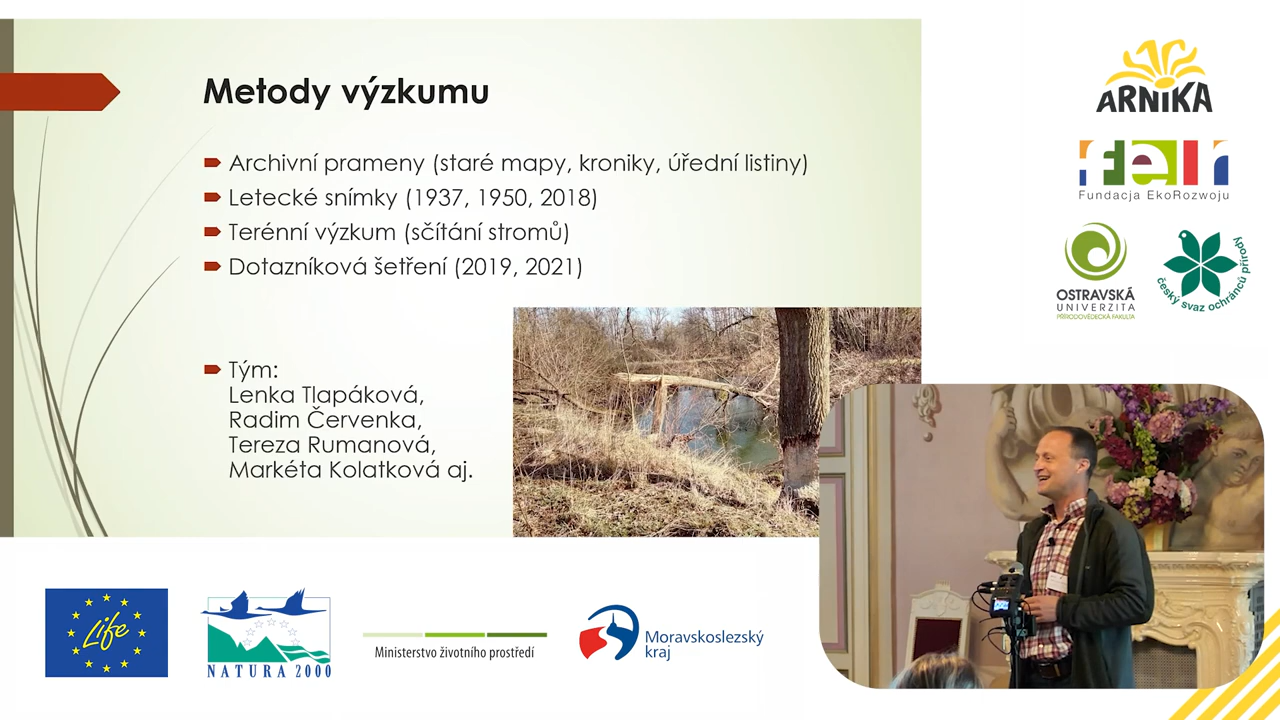 Metody výzkumu
Archivní prameny (staré mapy, kroniky, úřední listiny)
Letecké snímky (1937, 1950, 2018)
Terénní výzkum (sčítání stromů)
Dotazníková šetření (2019, 2021)
Tým:
Lenka Tlapáková,
Radim Červenka,
Tereza Rumanová,
Markéta Kolatková aj.
ARNIKA
feir
Fundacja EkoRozwoju
OSTRAVSKÁ
UNIVERZITA
PŘÍRODOVĚDECKÁ FAKULTA
český svaz ochránců přírody
Life
NATURA 2000
Ministerstvo životního prostředí
Moravskoslezský
kraj